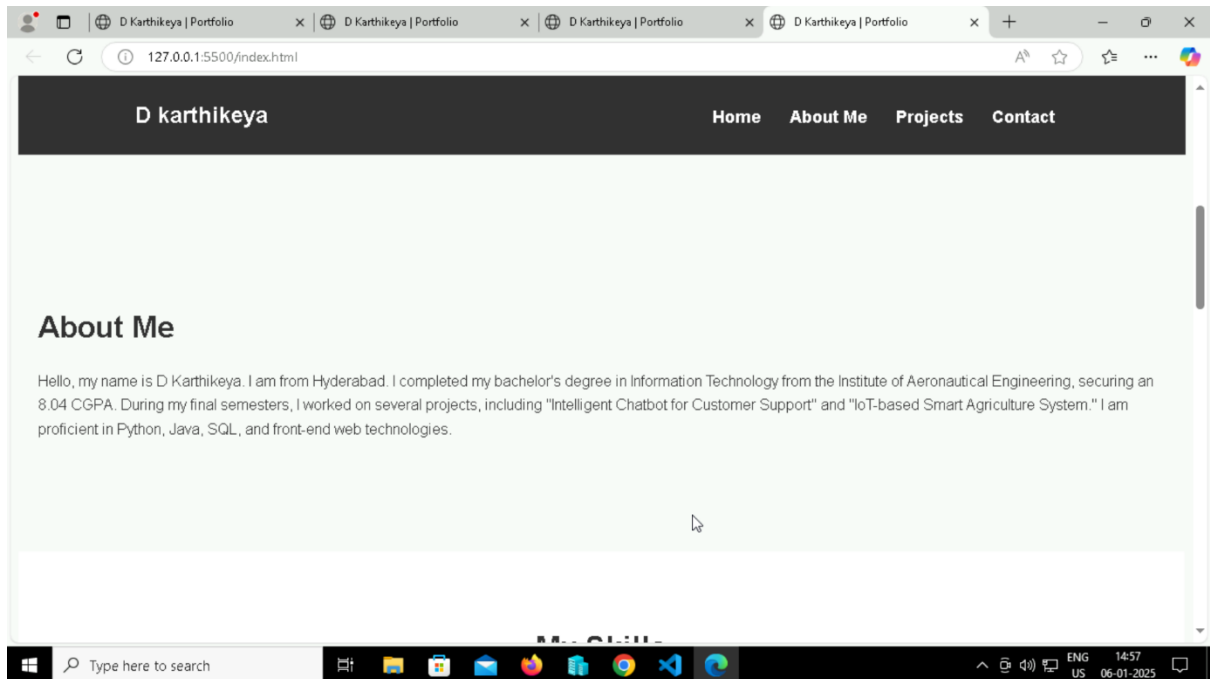 D Karthikeya | Portfolio
D Karthikeya | Portfolio
D Karthikeya | Portfolio
D Karthikeya | Portfolio
127.0.0.1:5500/index.html
D karthikeya
Home
About Me
Projects
Contact
About Me
Hello, my name is D Karthikeya. I am from Hyderabad. I completed my bachelor's degree in Information Technology from the Institute of Aeronautical Engineering, securing an
8.04 CGPA. During my final semesters, I worked on several projects, including "Intelligent Chatbot for Customer Support" and "IoT-based Smart Agriculture System." I am
proficient in Python, Java, SQL, and front-end web technologies.
Type here to search
ENG
US
14:57
06-01-2025